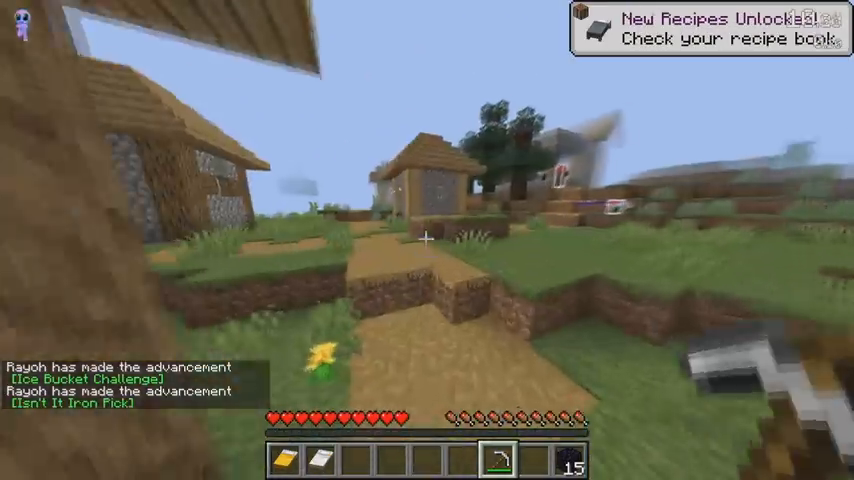 New Recipes Unlocked!
Check your recipe book
Rayoh has made the advancement
[Ice Bucket Challenge]
Rayoh has made the advancement
[Isn't It Iron Pick]
15